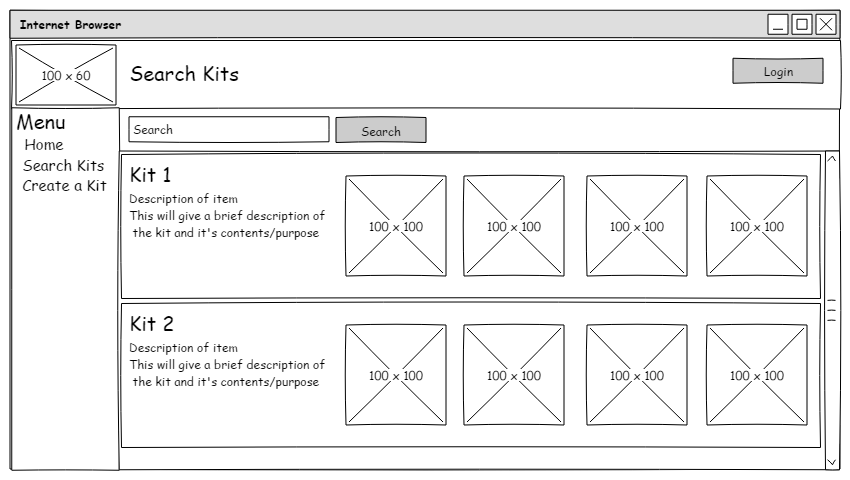 Internet Browser
100 x 60
Search Kits
Login
Menu
Home
Search Kits
Create a Kit
Search
Search
Kit 1
Description of item
This will give a brief description of
the kit and it's contents/purpose
100 x 100
100 x 100
100 x 100
100 x 100
Kit 2
Description of item
This will give a brief description of
the kit and it's contents/purpose
100 x 100
100 x 100
100 x 100
100 x 100